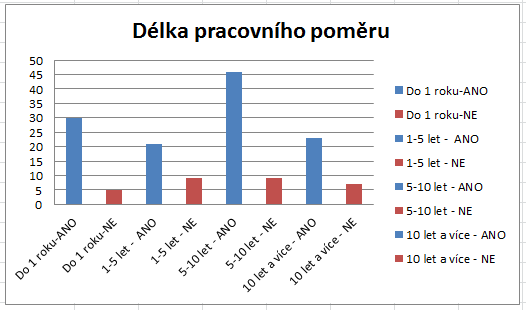 Délka pracovního poměru
50
45
40
35
30
25
20
15
10
5
0
Do 1 roku-ANO
Do 1 roku-NE
1-5 let -  ANO
1-5 let - NE
5-10 let - ANO
5-10 let - NE
10 let a více - ANO
10 let a více - NE
Do 1 roku-ANO
Do 1 roku-NE
1-5 let -  ANO
1-5 let - NE
5-10 let - ANO
5-10 let - NE
10 let a více - ANO
10 let a více - NE